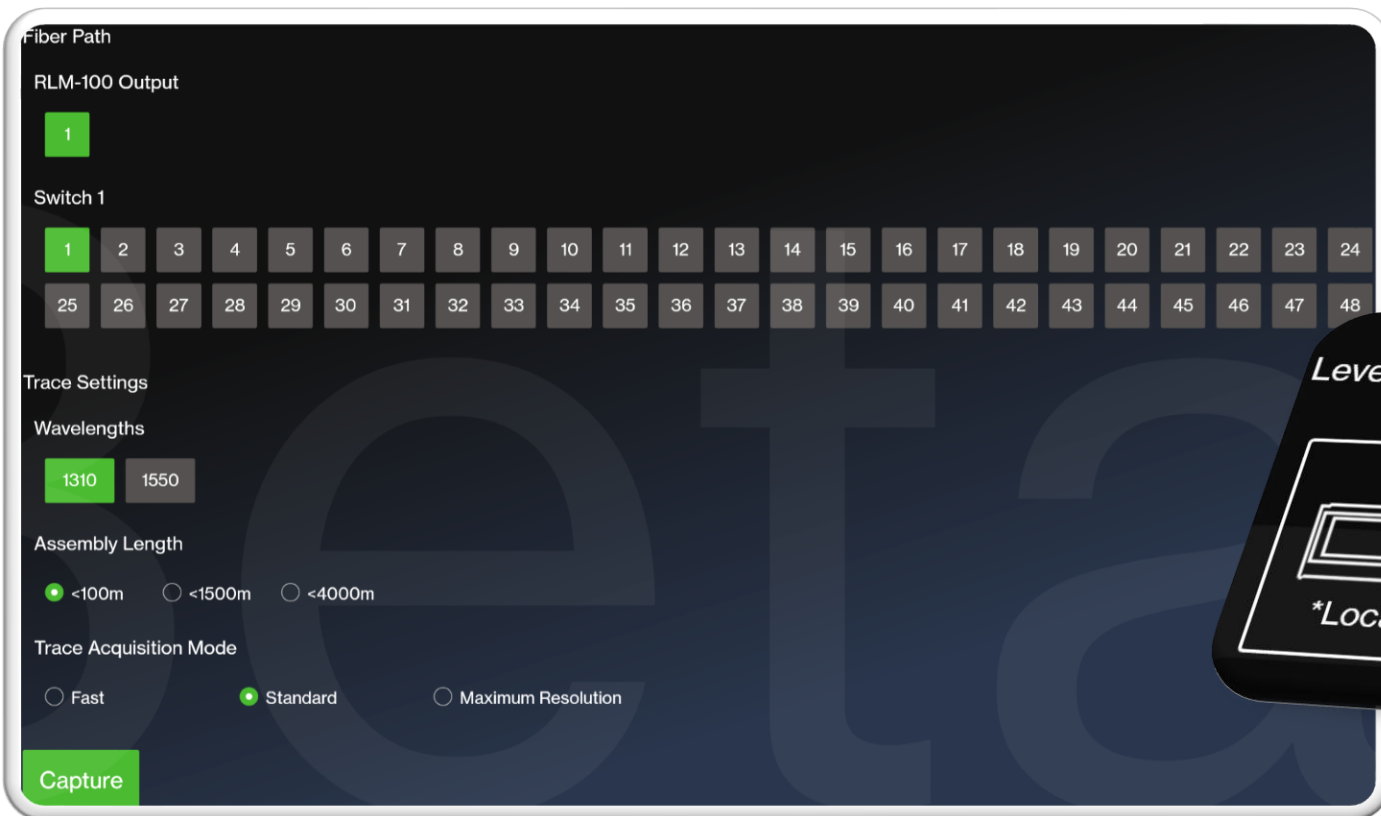 Fiber Path
RLM-100 Output
1
Switch 1
1 2 3 4 5 6 7 8 9 10 11 12 13 14 15 16 17 18 19 20 21 22 23 24
25 26 27 28 29 30 31 32 33 34 35 36 37 38 39 40 41 42 43 44 45 46 47 48
Trace Settings
Wavelengths
1310 1550
Assembly Length
<100m <1500m <4000m
Trace Acquisition Mode
Fast Standard Maximum Resolution
Capture
Beta